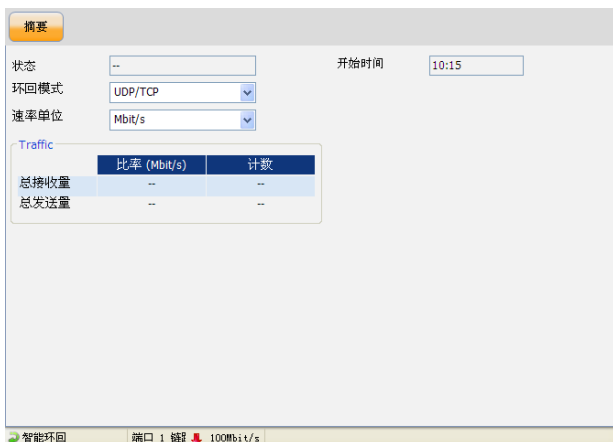 摘要
状态 -- 开始时间 10:15
环回模式 UDP/TCP
速率单位 Mbit/s
Traffic
比率 (Mbit/s) 计数
总接收量 -- --
总发送量 -- --
智能环回 端口 1 链 100Mbit/s